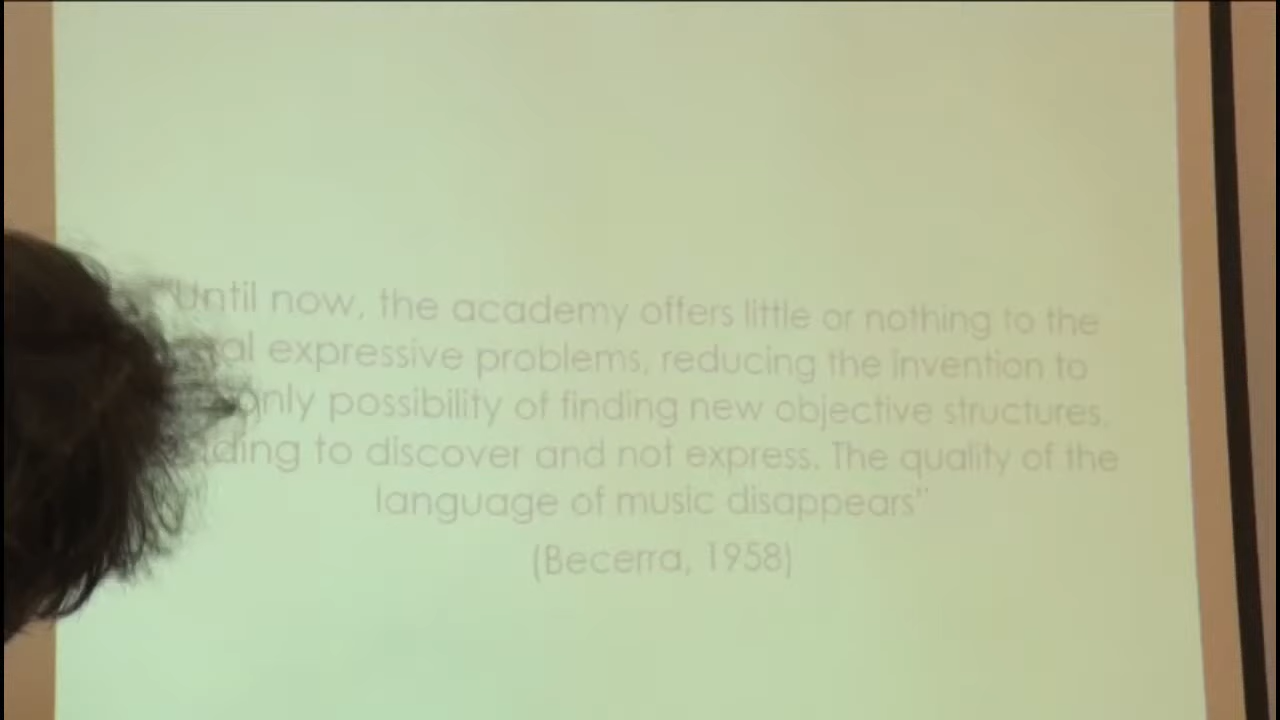 "Until now, the academy offers little or nothing to the
expressive problems, reducing the invention to
only possibility of finding new objective structures,
to discover and not express. The quality of the
language of music disappears"
(Becerra, 1958)